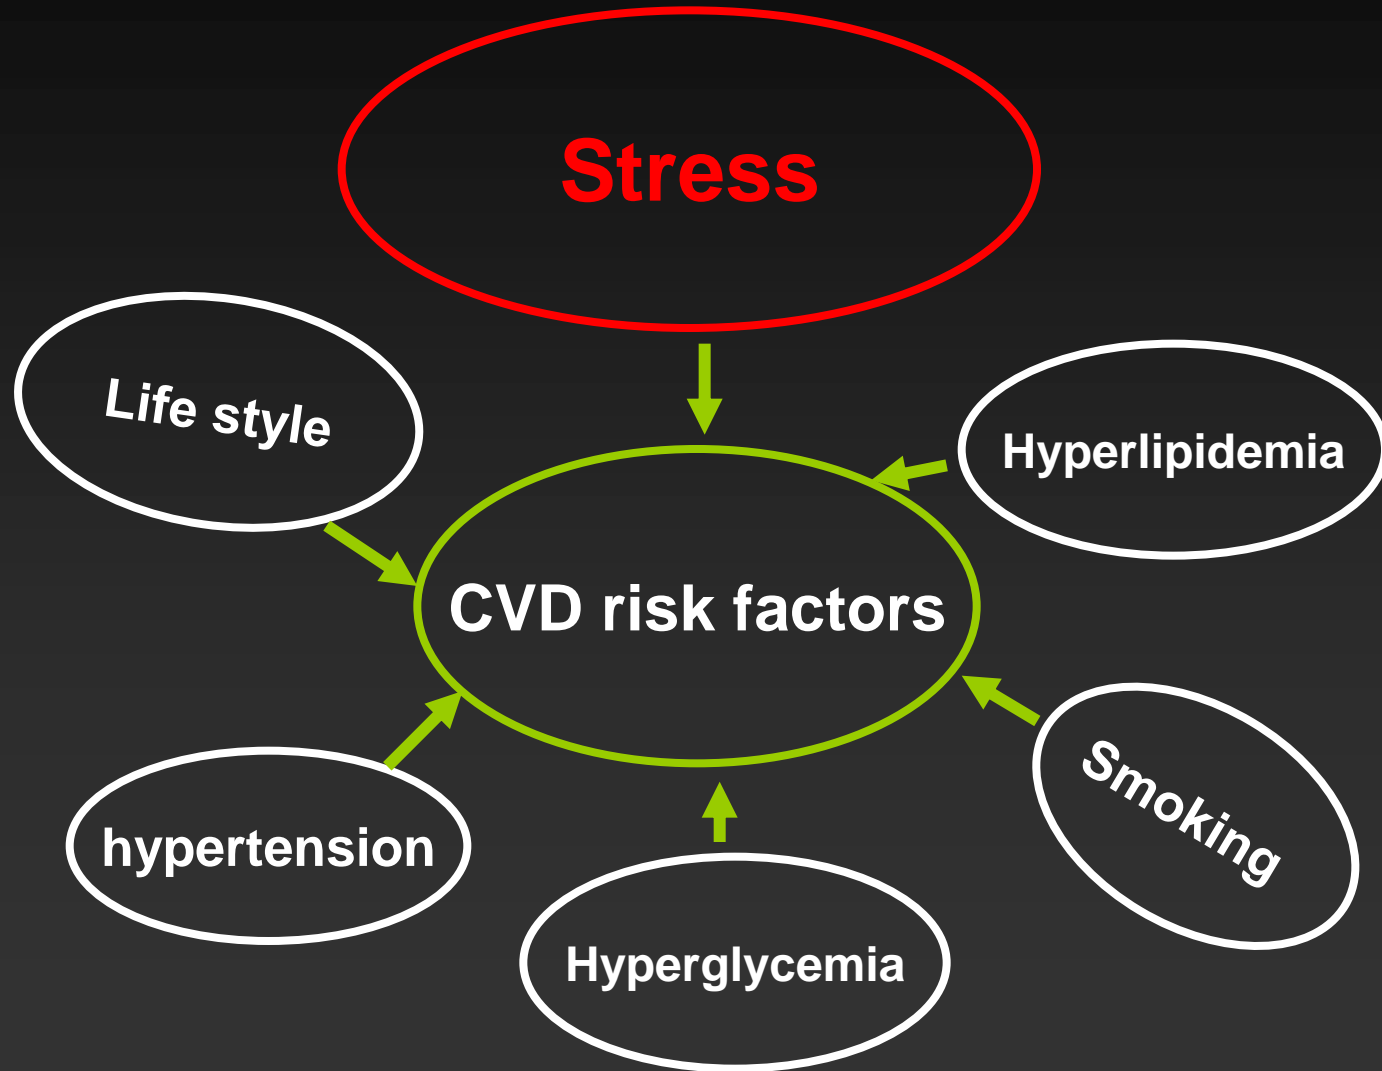 Stress
Life style
Hyperlipidemia
CVD risk factors
Smoking
hypertension
Hyperglycemia